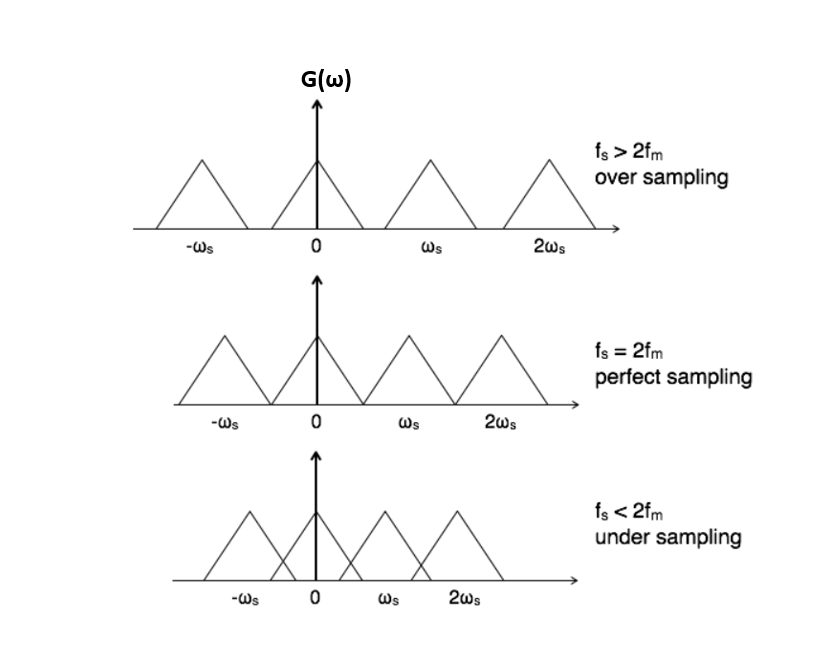 G(ω)
fₛ > 2fₘ
over sampling
-ωₛ 0 ωₛ 2ωₛ
fₛ = 2fₘ
perfect sampling
-ωₛ 0 ωₛ 2ωₛ
fₛ < 2fₘ
under sampling
-ωₛ 0 ωₛ 2ωₛ